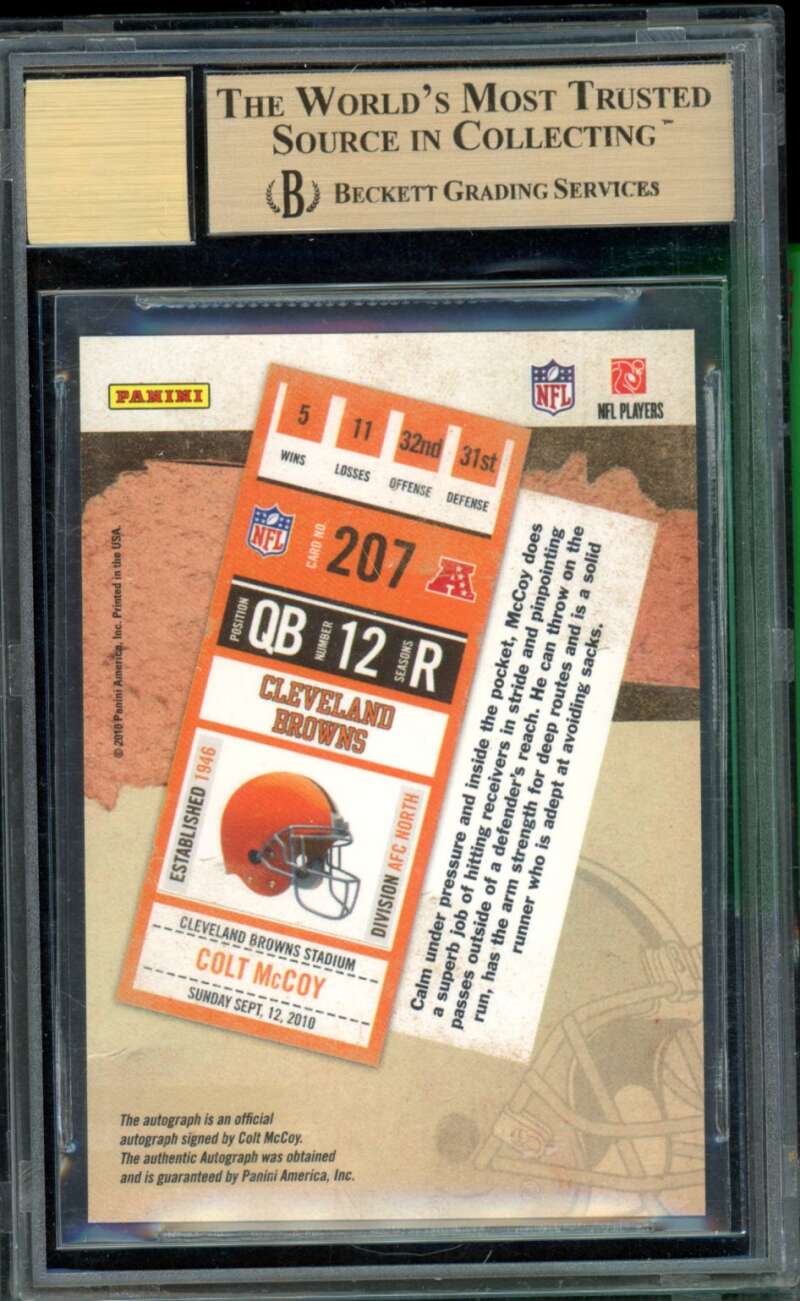 THE WORLD'S MOST TRUSTED
SOURCE IN COLLECTING™
B BECKETT GRADING SERVICES
PANINI
NFL
NFL PLAYERS
5 11 32nd 31st
WINS LOSSES OFFENSE DEFENSE
NFL
CARD NO. 207
A
POSITION QB NUMBER 12 SEASONS R
CLEVELAND
BROWNS
ESTABLISHED 1946
DIVISION AFC NORTH
CLEVELAND BROWNS STADIUM
COLT McCOY
SUNDAY SEPT. 12, 2010
Calm under pressure and inside the pocket, McCoy does
a superb job of hitting receivers in stride and pinpointing
passes outside of a defender's reach. He can throw on the
run, has the arm strength for deep routes and is a solid
runner who is adept at avoiding sacks.
© 2010 Panini America, Inc. Printed in the USA.
The autograph is an official
autograph signed by Colt McCoy.
The authentic Autograph was obtained
and is guaranteed by Panini America, Inc.